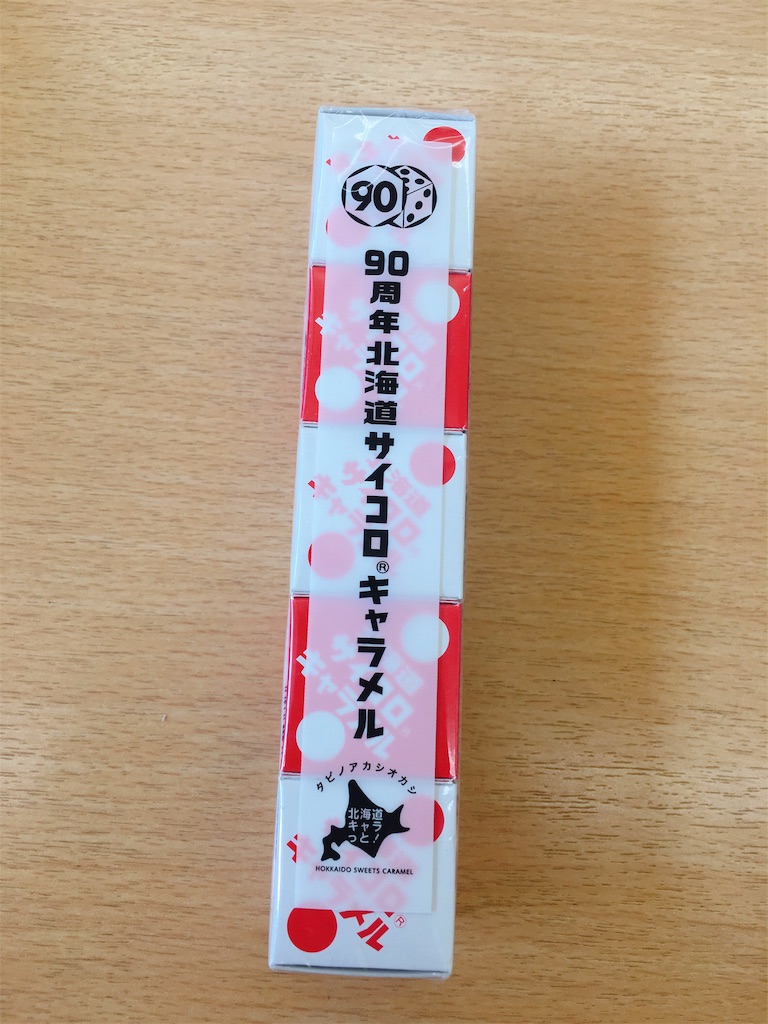 90
90周年北海道サイコロ®キャラメル
タビノアカシオカシ
北海道
キャラ
っと!
HOKKAIDO SWEETS CARAMEL